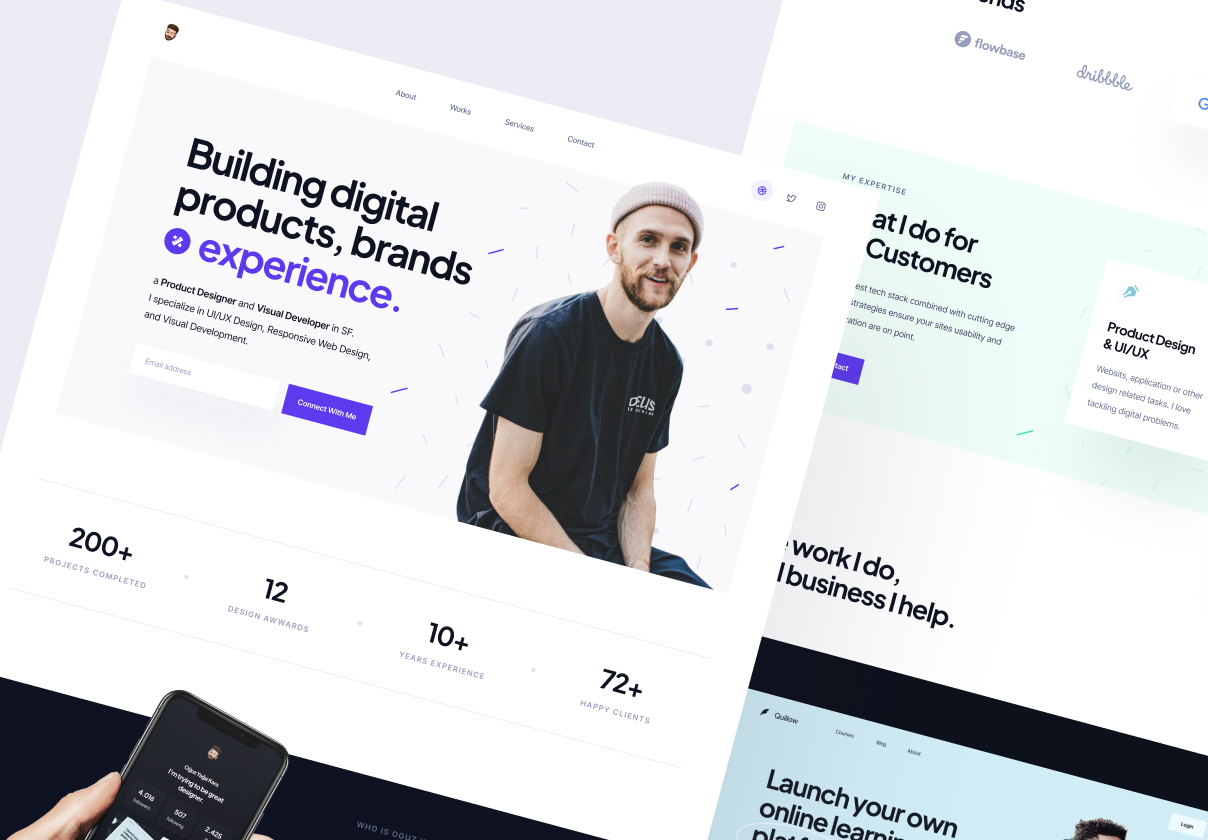 About
Works
Services
Contact
Building digital
products, brands
experience.
a Product Designer and Visual Developer in SF.
I specialize in UI/UX Design, Responsive Web Design,
and Visual Development.
Email address
Connect With Me
DEUS
200+
PROJECTS COMPLETED
12
DESIGN AWWARDS
10+
YEARS EXPERIENCE
72+
HAPPY CLIENTS
Oğuz Yağız Kara
I'm trying to be great
designer.
4.016
followers
507
following
2.425
WHO IS OGUZ
flowbase
dribbble
G
MY EXPERTISE
at I do for
Customers
est tech stack combined with cutting edge
strategies ensure your sites usability and
are on point.
Product Design
& UI/UX
Websites, application or other
design related tasks. I love
tackling digital problems.
work I do,
business I help.
Quillow
Courses
Blog
About
Login
Launch your own
online learning